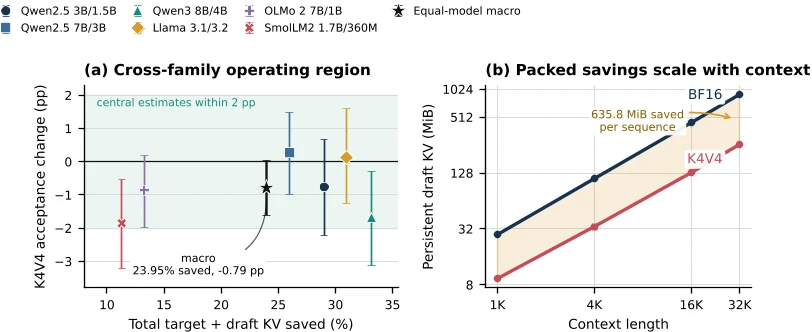 Qwen2.5 3B/1.5B
Qwen3 8B/4B
OLMo 2 7B/1B
Equal-model macro
Qwen2.5 7B/3B
Llama 3.1/3.2
SmolLM2 1.7B/360M
(a) Cross-family operating region
central estimates within 2 pp
K4V4 acceptance change (pp)
2
1
0
−1
−2
−3
macro
23.95% saved, -0.79 pp
10
15
20
25
30
35
Total target + draft KV saved (%)
(b) Packed savings scale with context
Persistent draft KV (MiB)
1024
512
128
32
8
BF16
635.8 MiB saved
per sequence
K4V4
1K
4K
16K
32K
Context length